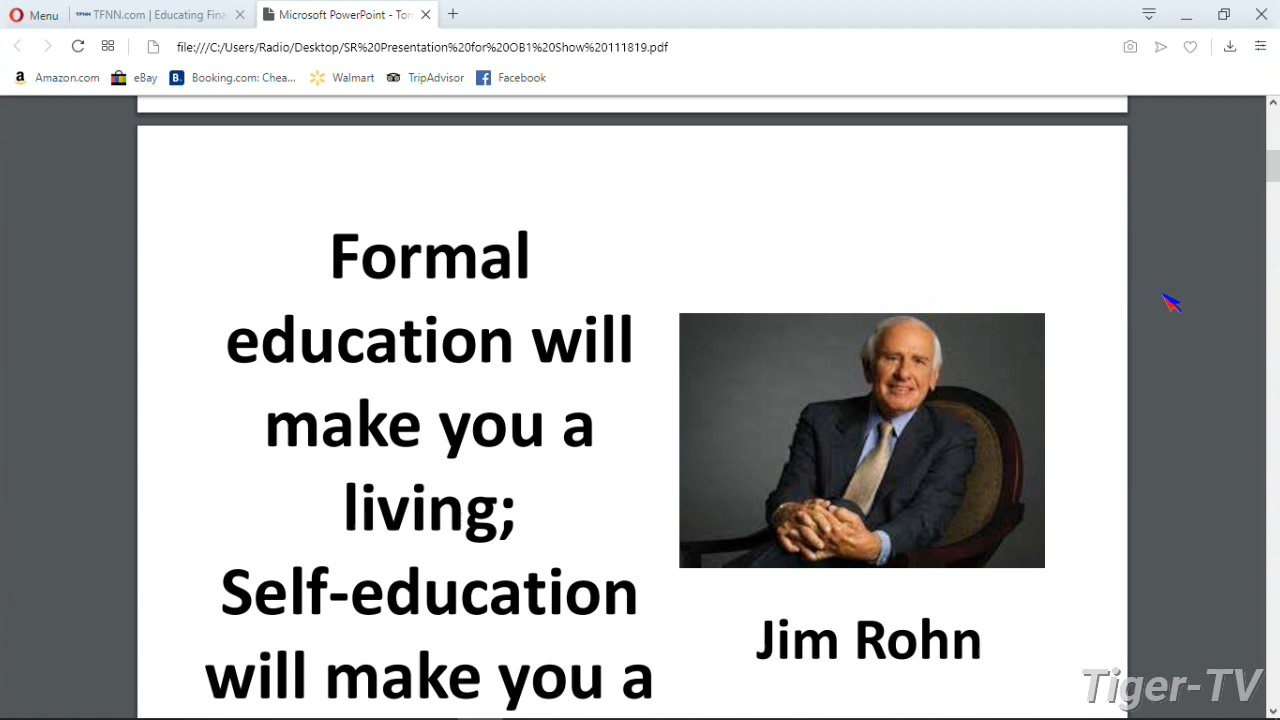 Menu
TFNN.com | Educating Fina
Microsoft PowerPoint - Ton
file:///C:/Users/Radio/Desktop/SR%20Presentation%20for%20OB1%20Show%20111819.pdf
Amazon.com
eBay
Booking.com: Chea...
Walmart
TripAdvisor
Facebook
Formal
education will
make you a
living;
Self-education
will make you a
Jim Rohn
Tiger-TV